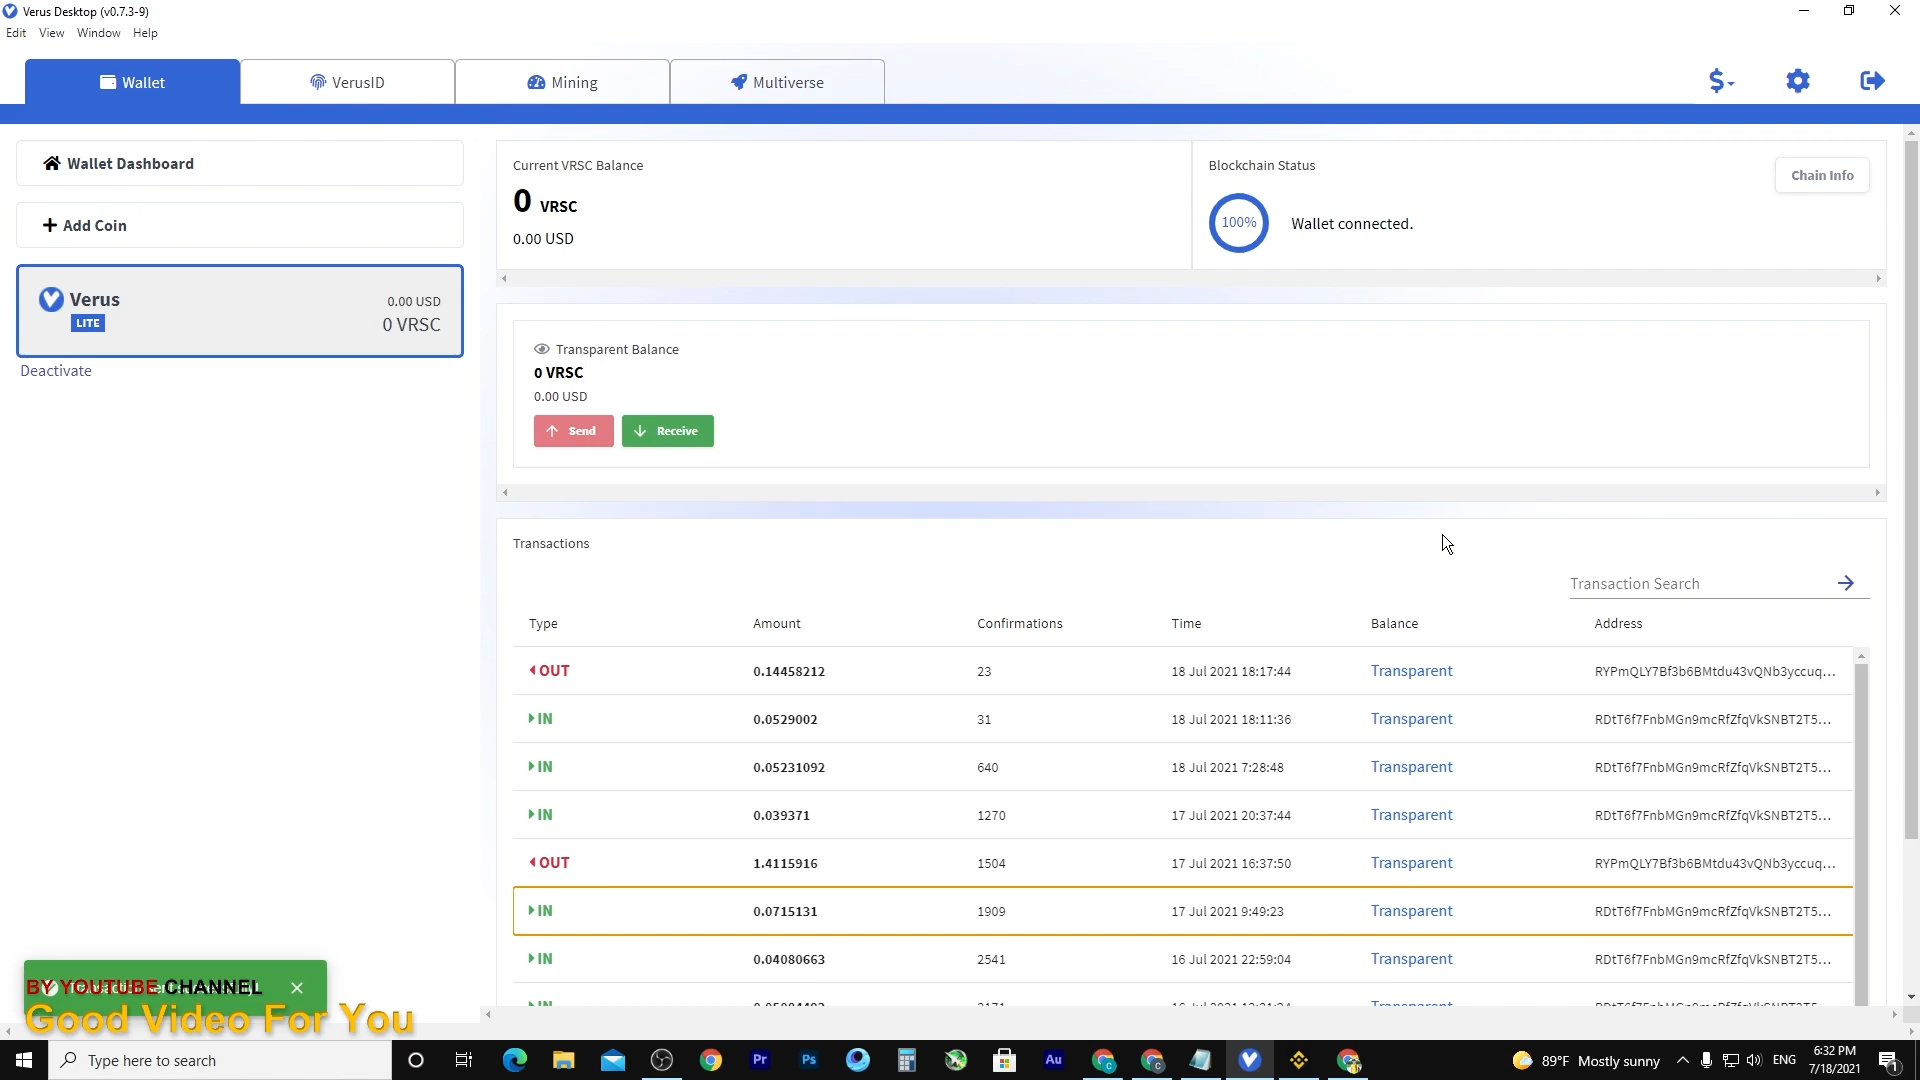 Verus Desktop (v0.7.3-9)
Edit View Window Help
Wallet VerusID Mining Multiverse
Wallet Dashboard
Add Coin
Verus
LITE
0.00 USD
0 VRSC
Deactivate
Current VRSC Balance
0 VRSC
0.00 USD
Blockchain Status
Chain Info
100%
Wallet connected.
Transparent Balance
0 VRSC
0.00 USD
Send Receive
Transactions
Transaction Search
Type Amount Confirmations Time Balance Address
OUT 0.14458212 23 18 Jul 2021 18:17:44 Transparent RYPmQLY7Bf3b6BMtdu43vQNb3yccuq...
IN 0.0529002 31 18 Jul 2021 18:11:36 Transparent RDtT6f7FnbMGn9mcRfZfqVkSNBT2T5...
IN 0.05231092 640 18 Jul 2021 7:28:48 Transparent RDtT6f7FnbMGn9mcRfZfqVkSNBT2T5...
IN 0.039371 1270 17 Jul 2021 20:37:44 Transparent RDtT6f7FnbMGn9mcRfZfqVkSNBT2T5...
OUT 1.4115916 1504 17 Jul 2021 16:37:50 Transparent RYPmQLY7Bf3b6BMtdu43vQNb3yccuq...
IN 0.0715131 1909 17 Jul 2021 9:49:23 Transparent RDtT6f7FnbMGn9mcRfZfqVkSNBT2T5...
IN 0.04080663 2541 16 Jul 2021 22:59:04 Transparent RDtT6f7FnbMGn9mcRfZfqVkSNBT2T5...
BY YOUTUBE CHANNEL
Good Video For You
Type here to search
Pr Ps Au
89°F Mostly sunny
ENG
6:32 PM
7/18/2021
1